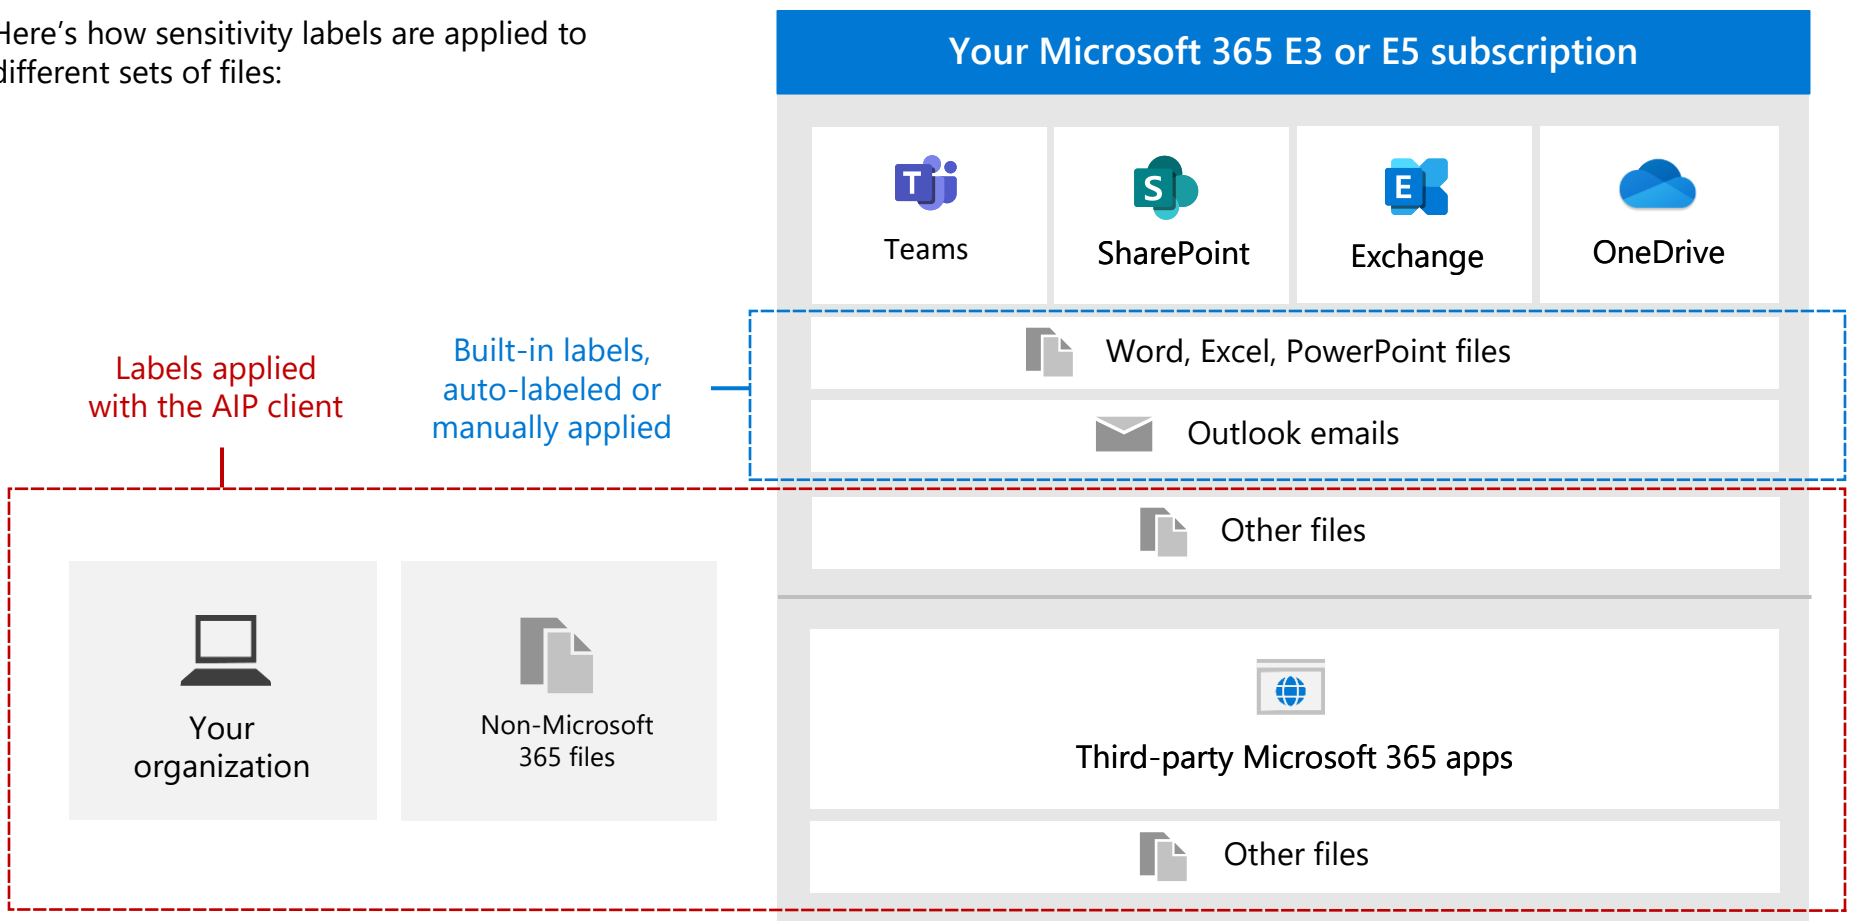 Here's how sensitivity labels are applied to
different sets of files:
Your Microsoft 365 E3 or E5 subscription
T
S
E
Teams
SharePoint
Exchange
OneDrive
Word, Excel, PowerPoint files
Built-in labels,
auto-labeled or
manually applied
Labels applied
with the AIP client
Outlook emails
Other files
Your
organization
Non-Microsoft
365 files
Third-party Microsoft 365 apps
Other files